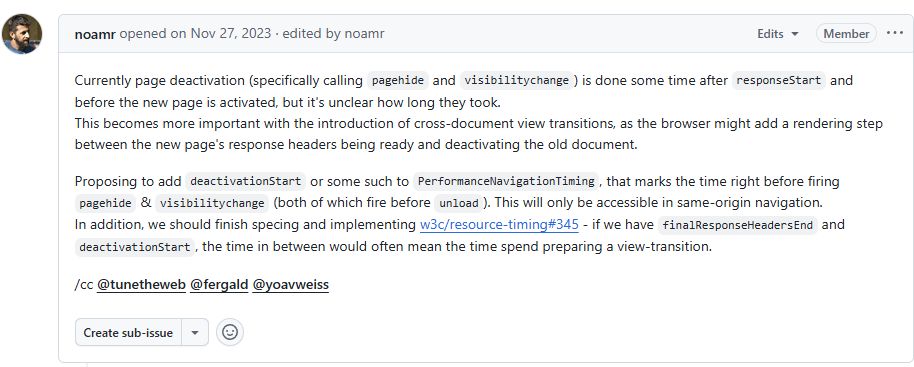 noamr opened on Nov 27, 2023 · edited by noamr Edits Member
Currently page deactivation (specifically calling pagehide and visibilitychange) is done some time after responseStart and
before the new page is activated, but it's unclear how long they took.
This becomes more important with the introduction of cross-document view transitions, as the browser might add a rendering step
between the new page's response headers being ready and deactivating the old document.
Proposing to add deactivationStart or some such to PerformanceNavigationTiming, that marks the time right before firing
pagehide & visibilitychange (both of which fire before unload). This will only be accessible in same-origin navigation.
In addition, we should finish specing and implementing w3c/resource-timing#345 - if we have finalResponseHeadersEnd and
deactivationStart, the time in between would often mean the time spend preparing a view-transition.
/cc @tunetheweb @fergald @yoavweiss
Create sub-issue